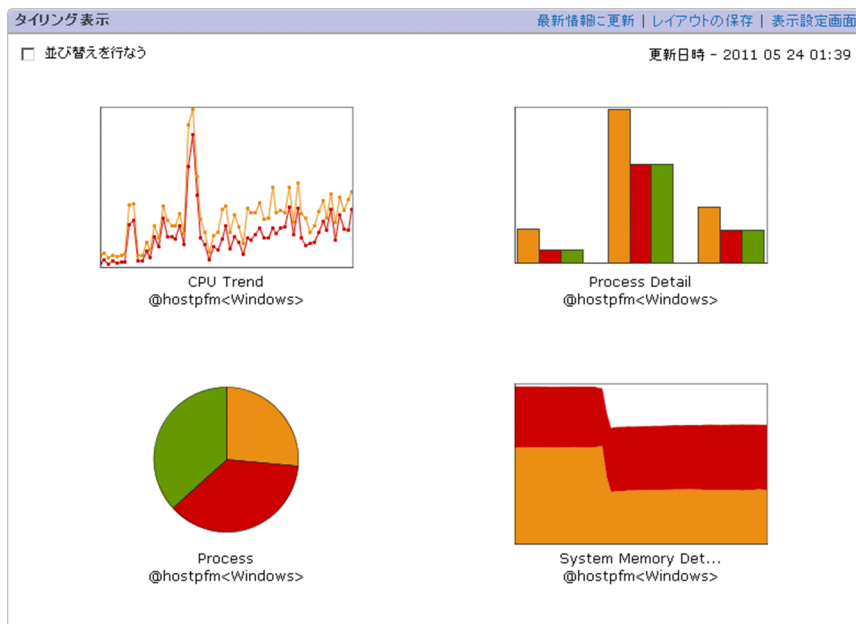 タイリング表示
最新情報に更新 | レイアウトの保存 | 表示設定画面
並び替えを行なう
更新日時 - 2011 05 24 01:39
CPU Trend
@hostpfm<Windows>
Process Detail
@hostpfm<Windows>
Process
@hostpfm<Windows>
System Memory Det...
@hostpfm<Windows>